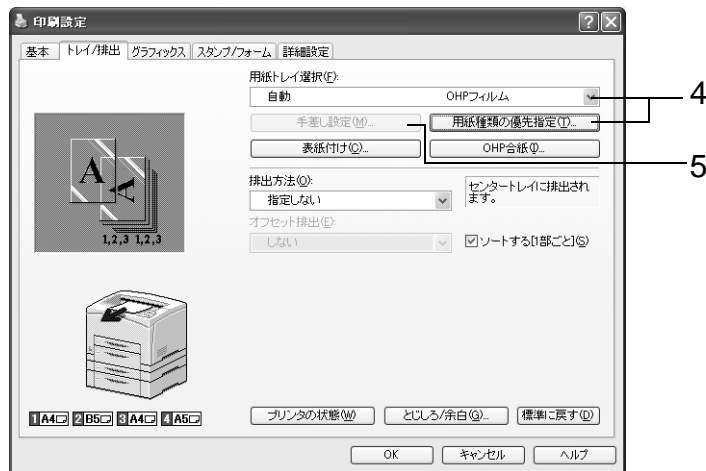 印刷設定
基本 トレイ/排出 グラフィックス スタンプ/フォーム 詳細設定
用紙トレイ選択(F):
自動 OHPフィルム
手差し設定(M)... 用紙種類の優先指定(T)...
表紙付け(C)... OHP合紙(I)...
4
5
排出方法(O):
指定しない
センタートレイに排出され
ます。
オフセット排出(E):
しない
ソートする[1部ごと](S)
A A
1,2,3 1,2,3
1 A4 2 B5 3 A4 4 A5
プリンタの状態(W) とじしろ/余白(G)... 標準に戻す(D)
OK キャンセル ヘルプ